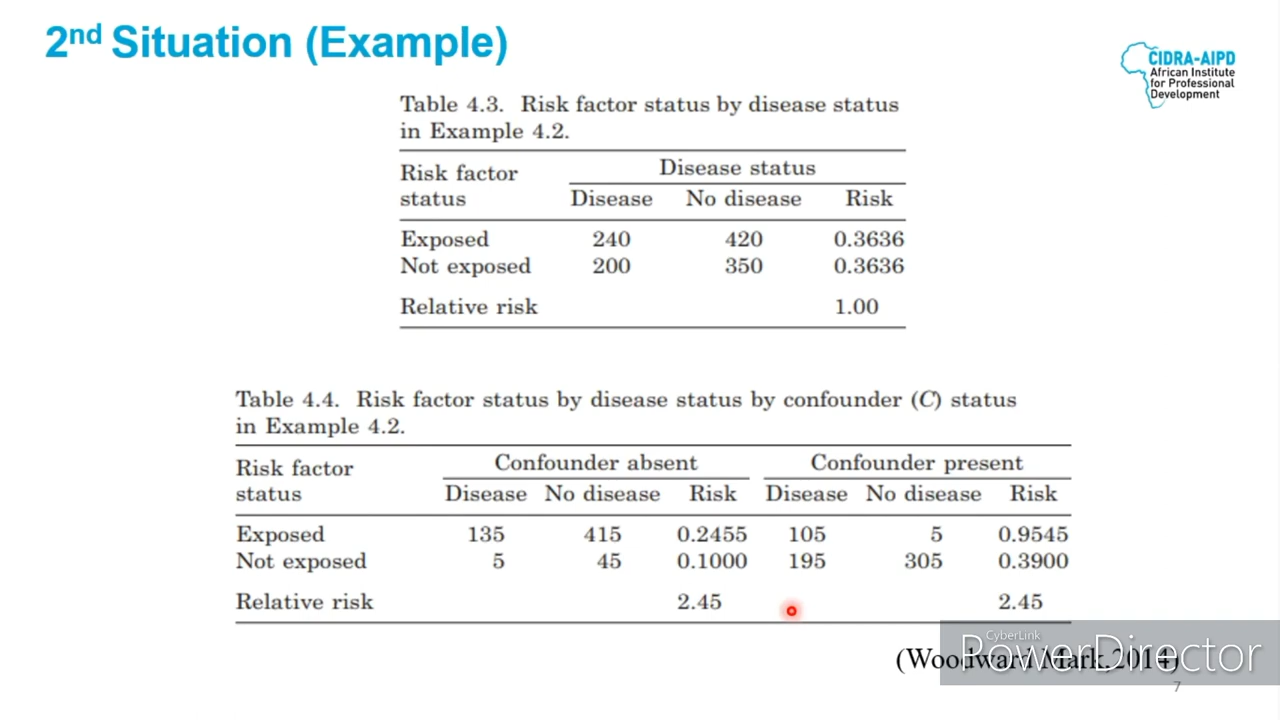 2nd Situation (Example)
CIDRA-AIPD
African Institute
for Professional
Development
Table 4.3. Risk factor status by disease status
in Example 4.2.
Risk factor status Disease status
Disease No disease Risk
Exposed 240 420 0.3636
Not exposed 200 350 0.3636
Relative risk 1.00
Table 4.4. Risk factor status by disease status by confounder (C) status
in Example 4.2.
Risk factor status Confounder absent Confounder present
Disease No disease Risk Disease No disease Risk
Exposed 135 415 0.2455 105 5 0.9545
Not exposed 5 45 0.1000 195 305 0.3900
Relative risk 2.45 2.45
(Woodward Mark,2014)
CyberLink
PowerDirector
7